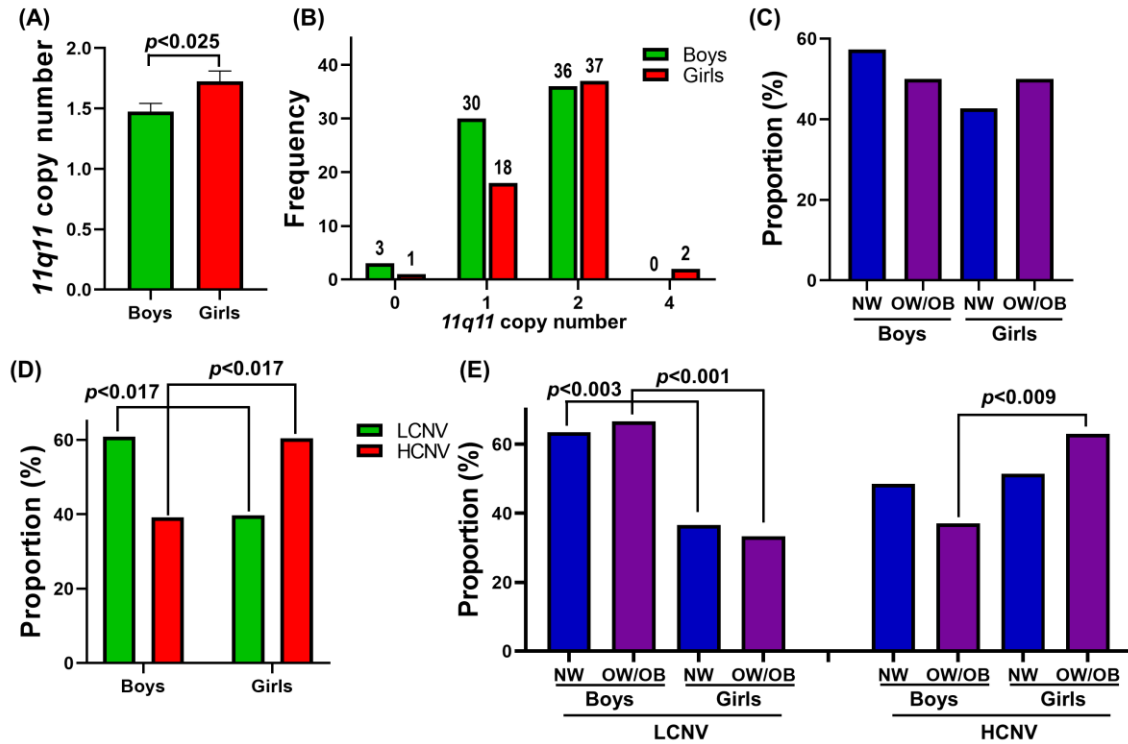 (A)
p<0.025
11q11 copy number
2.0
1.5
1.0
0.5
0.0
Boys Girls
(B)
Boys
Girls
Frequency
40
30
20
10
0
3 1 30 18 36 37 0 2
0 1 2 4
11q11 copy number
(C)
Proportion (%)
60
40
20
0
NW OW/OB NW OW/OB
Boys Girls
(D)
p<0.017
p<0.017
LCNV
HCNV
Proportion (%)
60
40
20
0
Boys Girls
(E)
p<0.003 p<0.001
p<0.009
Proportion (%)
60
40
20
0
NW OW/OB NW OW/OB NW OW/OB NW OW/OB
Boys Girls Boys Girls
LCNV HCNV